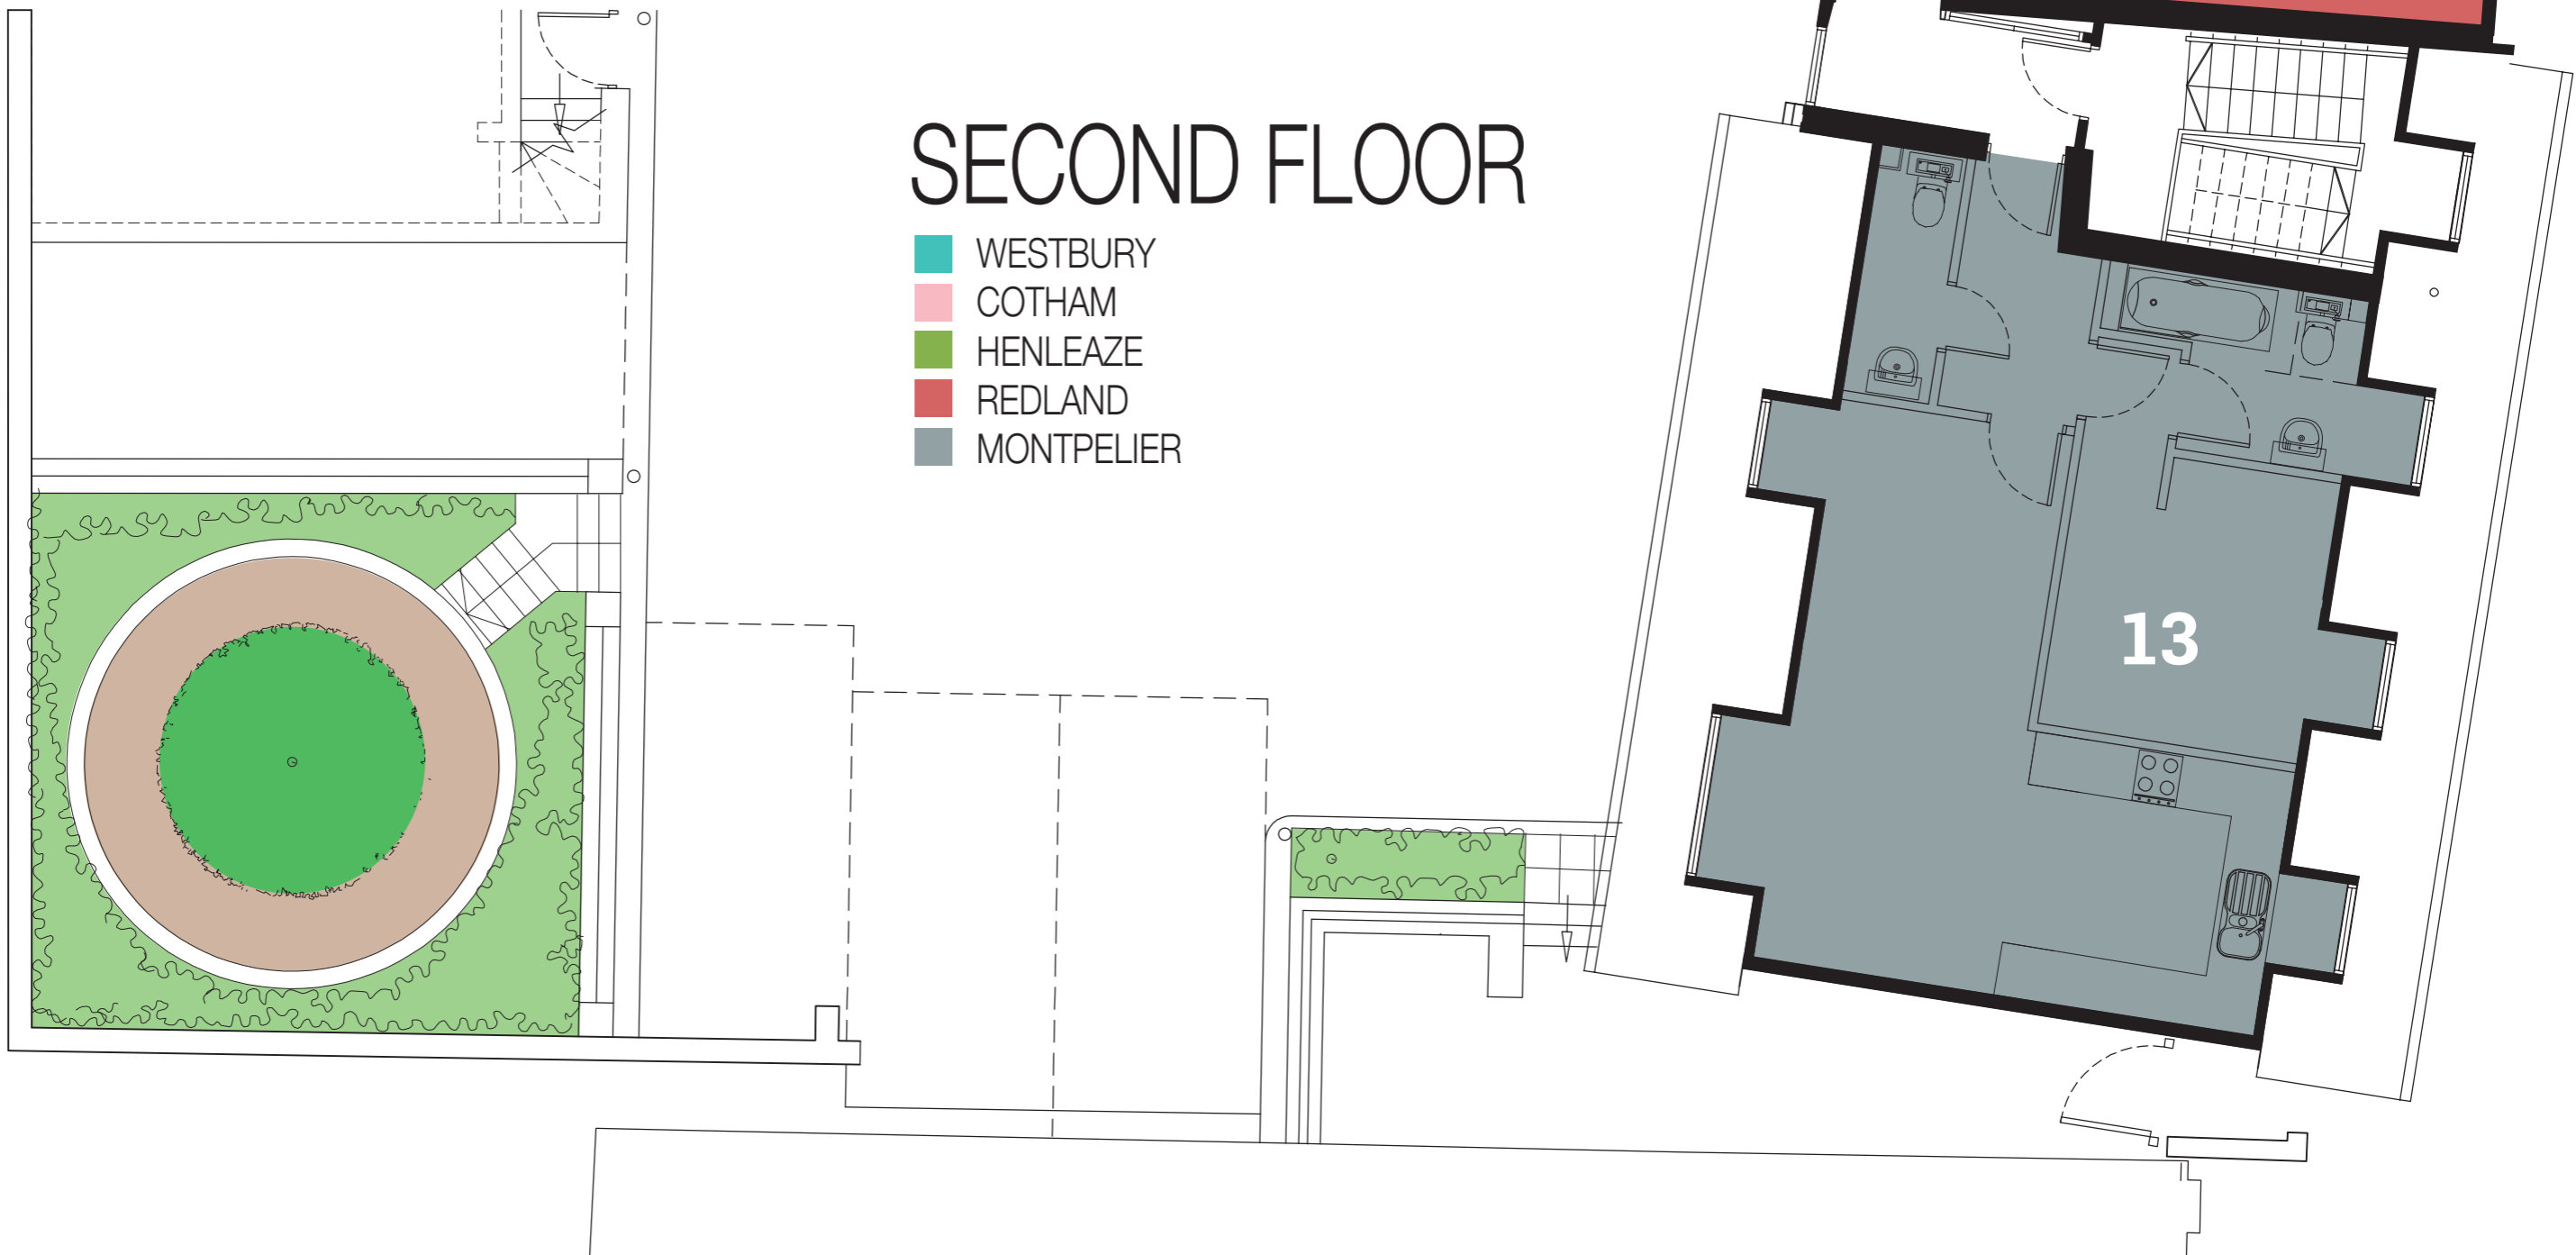 SECOND FLOOR
WESTBURY
COTHAM
HENLEAZE
REDLAND
MONTPELIER
13